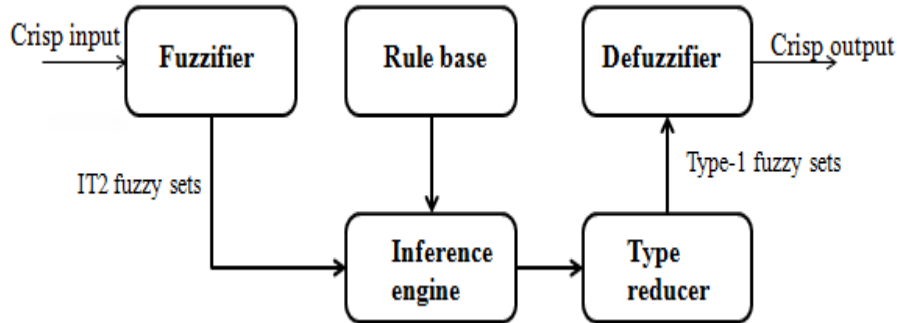 Crisp input
Fuzzifier
Rule base
Defuzzifier
Crisp output
IT2 fuzzy sets
Type-1 fuzzy sets
Inference
engine
Type
reducer